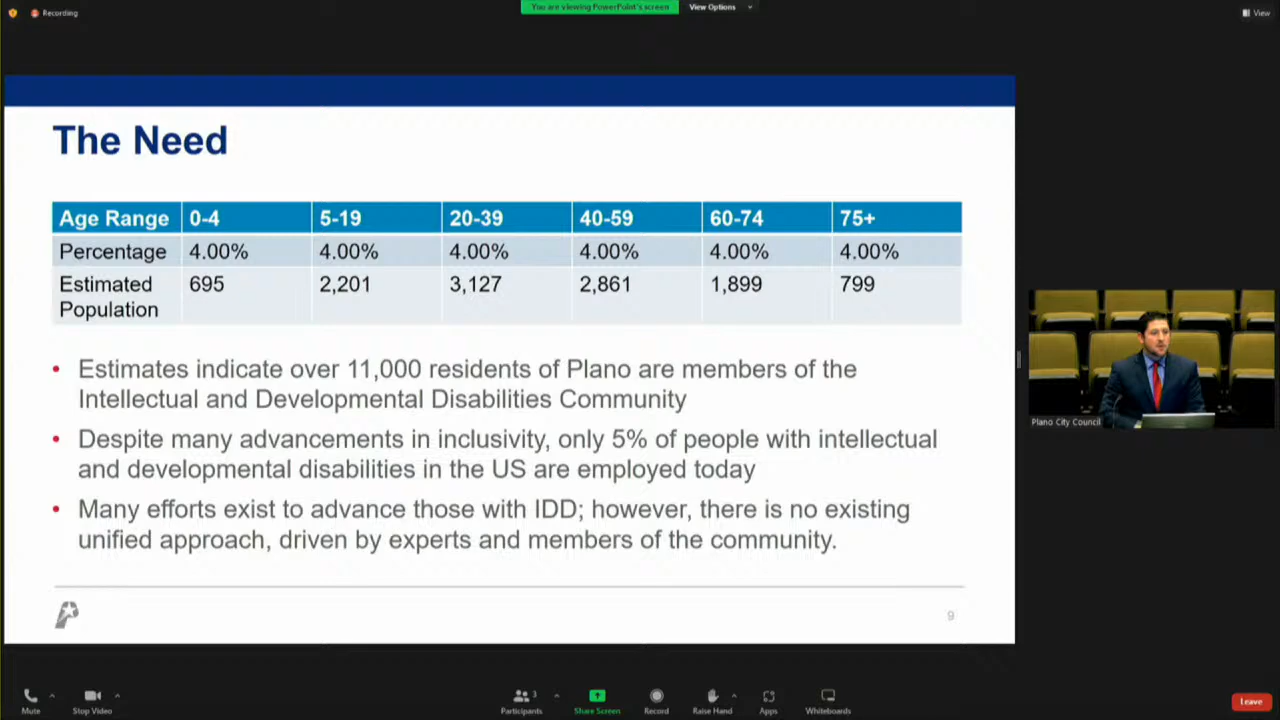 Recording
You are viewing PowerPoint's screen
View Options
View
The Need
Age Range 0-4 5-19 20-39 40-59 60-74 75+
Percentage 4.00% 4.00% 4.00% 4.00% 4.00% 4.00%
Estimated 695 2,201 3,127 2,861 1,899 799
Population
• Estimates indicate over 11,000 residents of Plano are members of the
Intellectual and Developmental Disabilities Community
• Despite many advancements in inclusivity, only 5% of people with intellectual
and developmental disabilities in the US are employed today
• Many efforts exist to advance those with IDD; however, there is no existing
unified approach, driven by experts and members of the community.
9
Plano City Council
Mute
Stop Video
Participants 3
Share Screen
Record
Raise Hand
Apps
Whiteboards
Leave